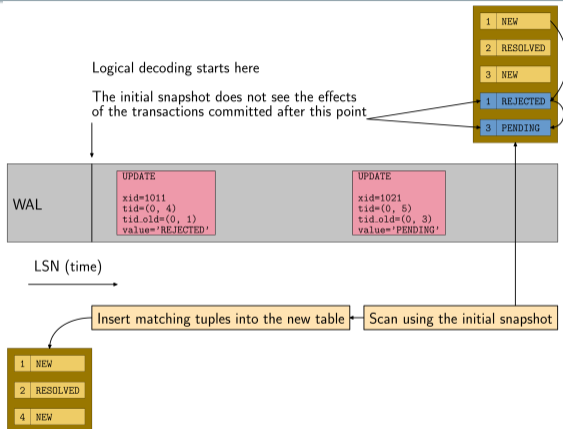 1 NEW
2 RESOLVED
3 NEW
1 REJECTED
3 PENDING
Logical decoding starts here
The initial snapshot does not see the effects
of the transactions committed after this point
WAL
UPDATE
xid=1011
tid=(0, 4)
tid_old=(0, 1)
value='REJECTED'
UPDATE
xid=1021
tid=(0, 5)
tid_old=(0, 3)
value='PENDING'
LSN (time)
Insert matching tuples into the new table
Scan using the initial snapshot
1 NEW
2 RESOLVED
4 NEW